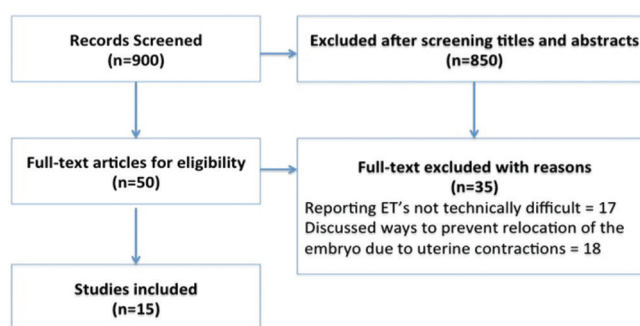 Records Screened
(n=900)
Excluded after screening titles and abstracts
(n=850)
Full-text articles for eligibility
(n=50)
Full-text excluded with reasons
(n=35)
Reporting ET's not technically difficult = 17
Discussed ways to prevent relocation of the
embryo due to uterine contractions = 18
Studies included
(n=15)